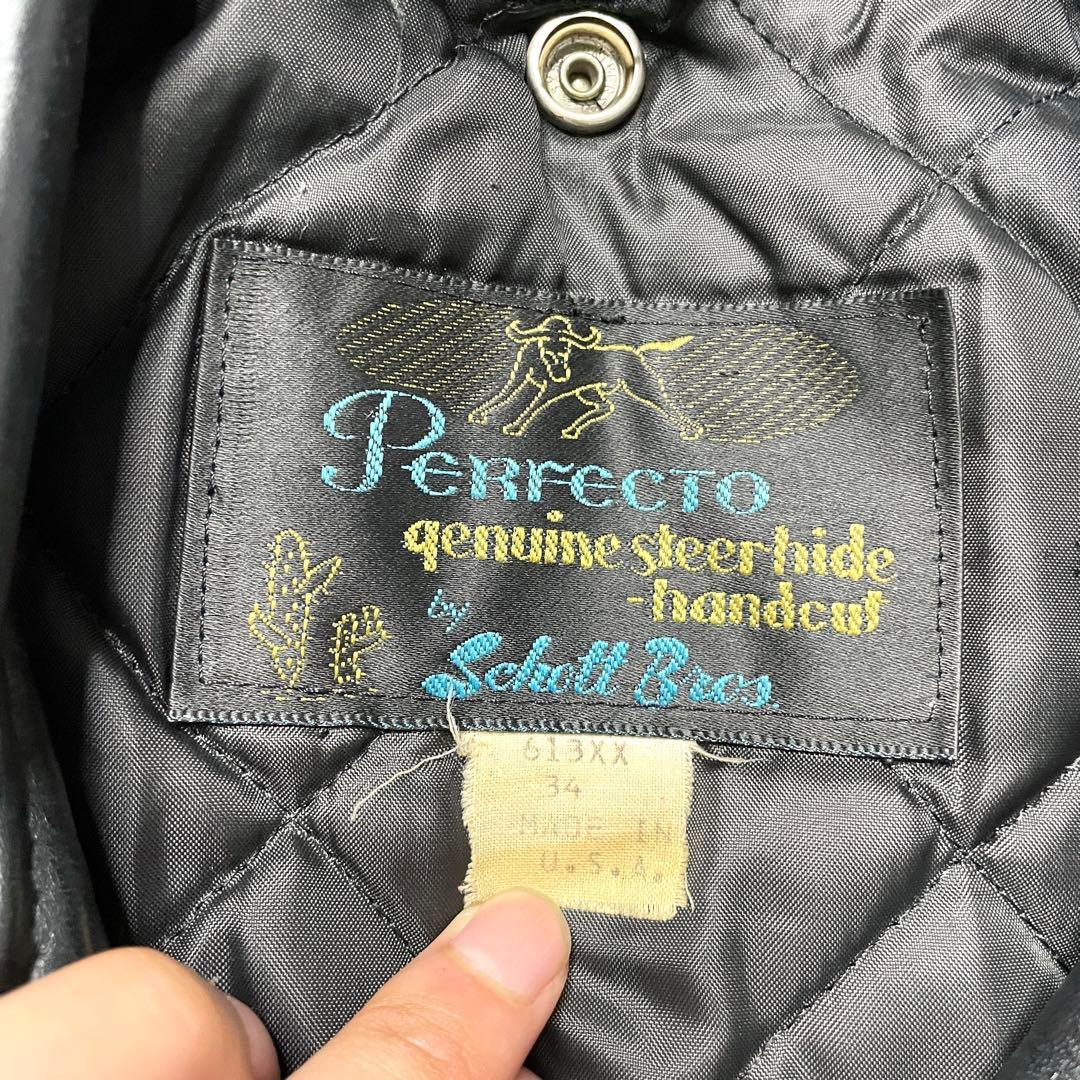 PERFECTO
genuine steerhide
-handcut
by
Schott Bros.
613XX
34
MADE IN
U.S.A.